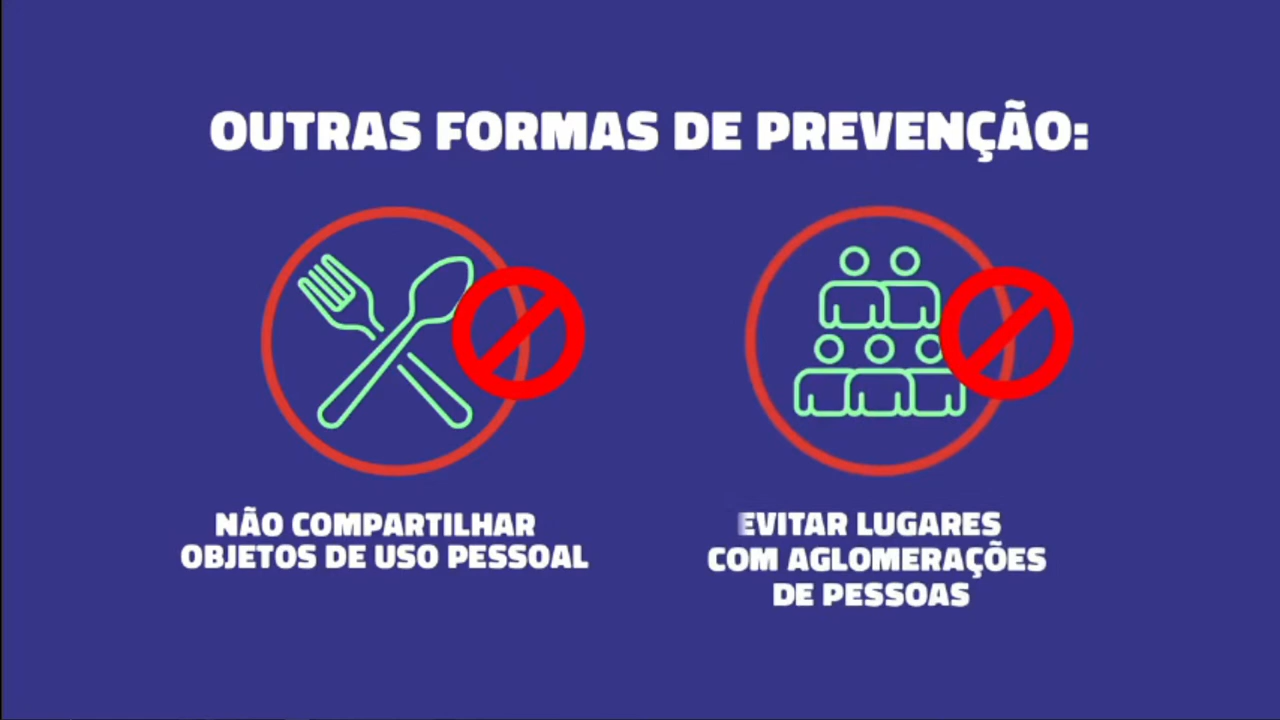 OUTRAS FORMAS DE PREVENÇÃO:
NÃO COMPARTILHAR
OBJETOS DE USO PESSOAL
EVITAR LUGARES
COM AGLOMERAÇÕES
DE PESSOAS